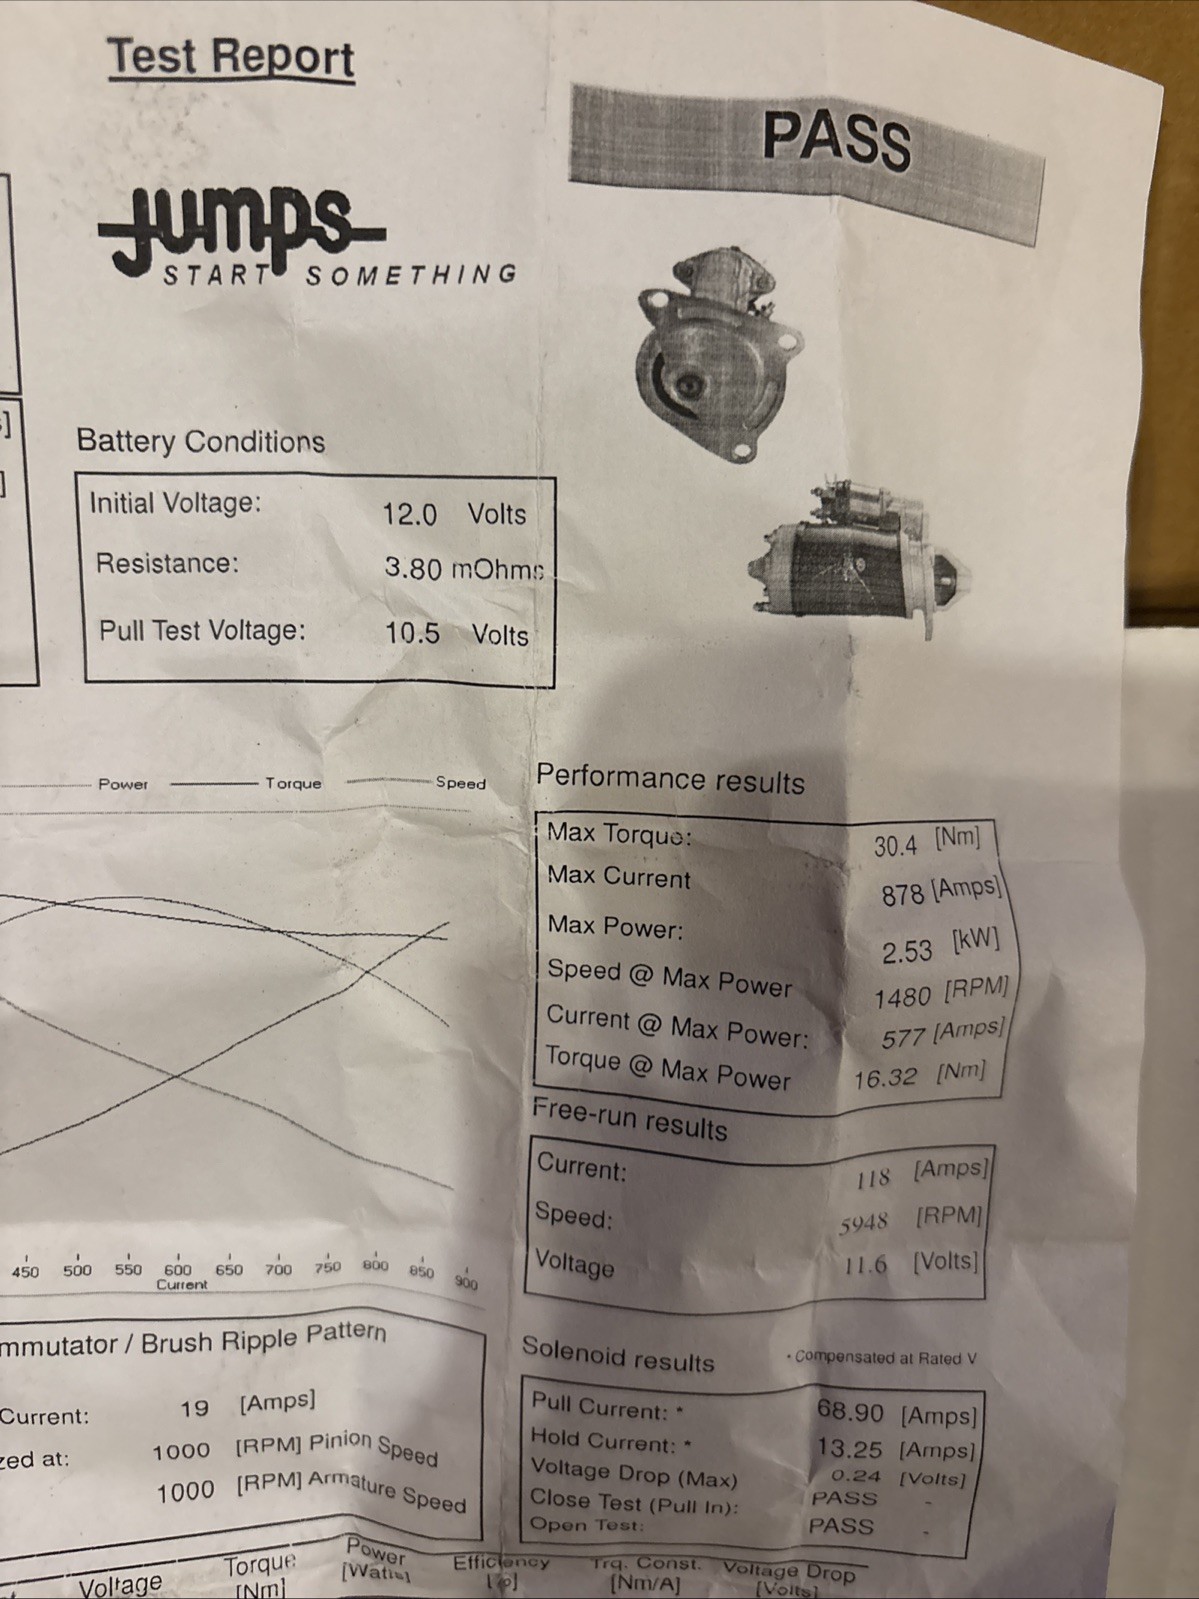 Test Report
PASS
jumps
START SOMETHING
Battery Conditions
Initial Voltage: 12.0 Volts
Resistance: 3.80 mOhms
Pull Test Voltage: 10.5 Volts
Power Torque Speed
Performance results
Max Torque: 30.4 [Nm]
Max Current 878 [Amps]
Max Power: 2.53 [kW]
Speed @ Max Power 1480 [RPM]
Current @ Max Power: 577 [Amps]
Torque @ Max Power 16.32 [Nm]
Free-run results
Current: 118 [Amps]
Speed: 5948 [RPM]
Voltage 11.6 [Volts]
450 500 550 600 650 700 750 800 850 900
Current
mmutator / Brush Ripple Pattern
Current: 19 [Amps]
zed at: 1000 [RPM] Pinion Speed
1000 [RPM] Armature Speed
Solenoid results * Compensated at Rated V
Pull Current: * 68.90 [Amps]
Hold Current: * 13.25 [Amps]
Voltage Drop (Max) 0.24 [Volts]
Close Test (Pull In): PASS -
Open Test: PASS -
Voltage Torque Power Efficiency Trq. Const. Voltage Drop
[Nm] [Watts] [%] [Nm/A] [Volts]